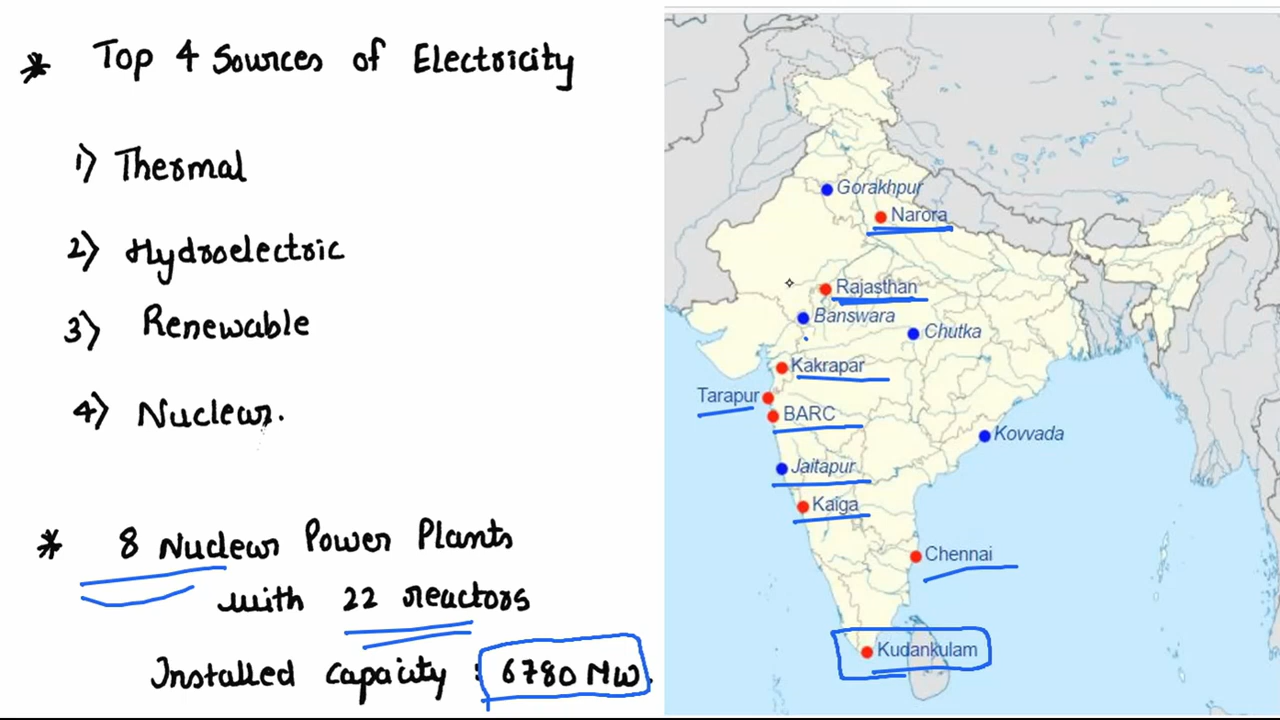 * Top 4 Sources of Electricity
1) Thermal
2) Hydroelectric
3) Renewable
4) Nuclear.
* 8 Nuclear Power Plants
with 22 reactors
Installed capacity : 6780 MW.
Gorakhpur
Narora
Rajasthan
Banswara
Chutka
Kakrapar
Tarapur
BARC
Kovvada
Jaitapur
Kaiga
Chennai
Kudankulam